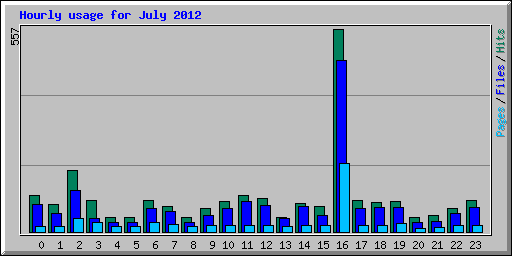 Hourly usage for July 2012
557
Pages/Files/Hits
0 1 2 3 4 5 6 7 8 9 10 11 12 13 14 15 16 17 18 19 20 21 22 23